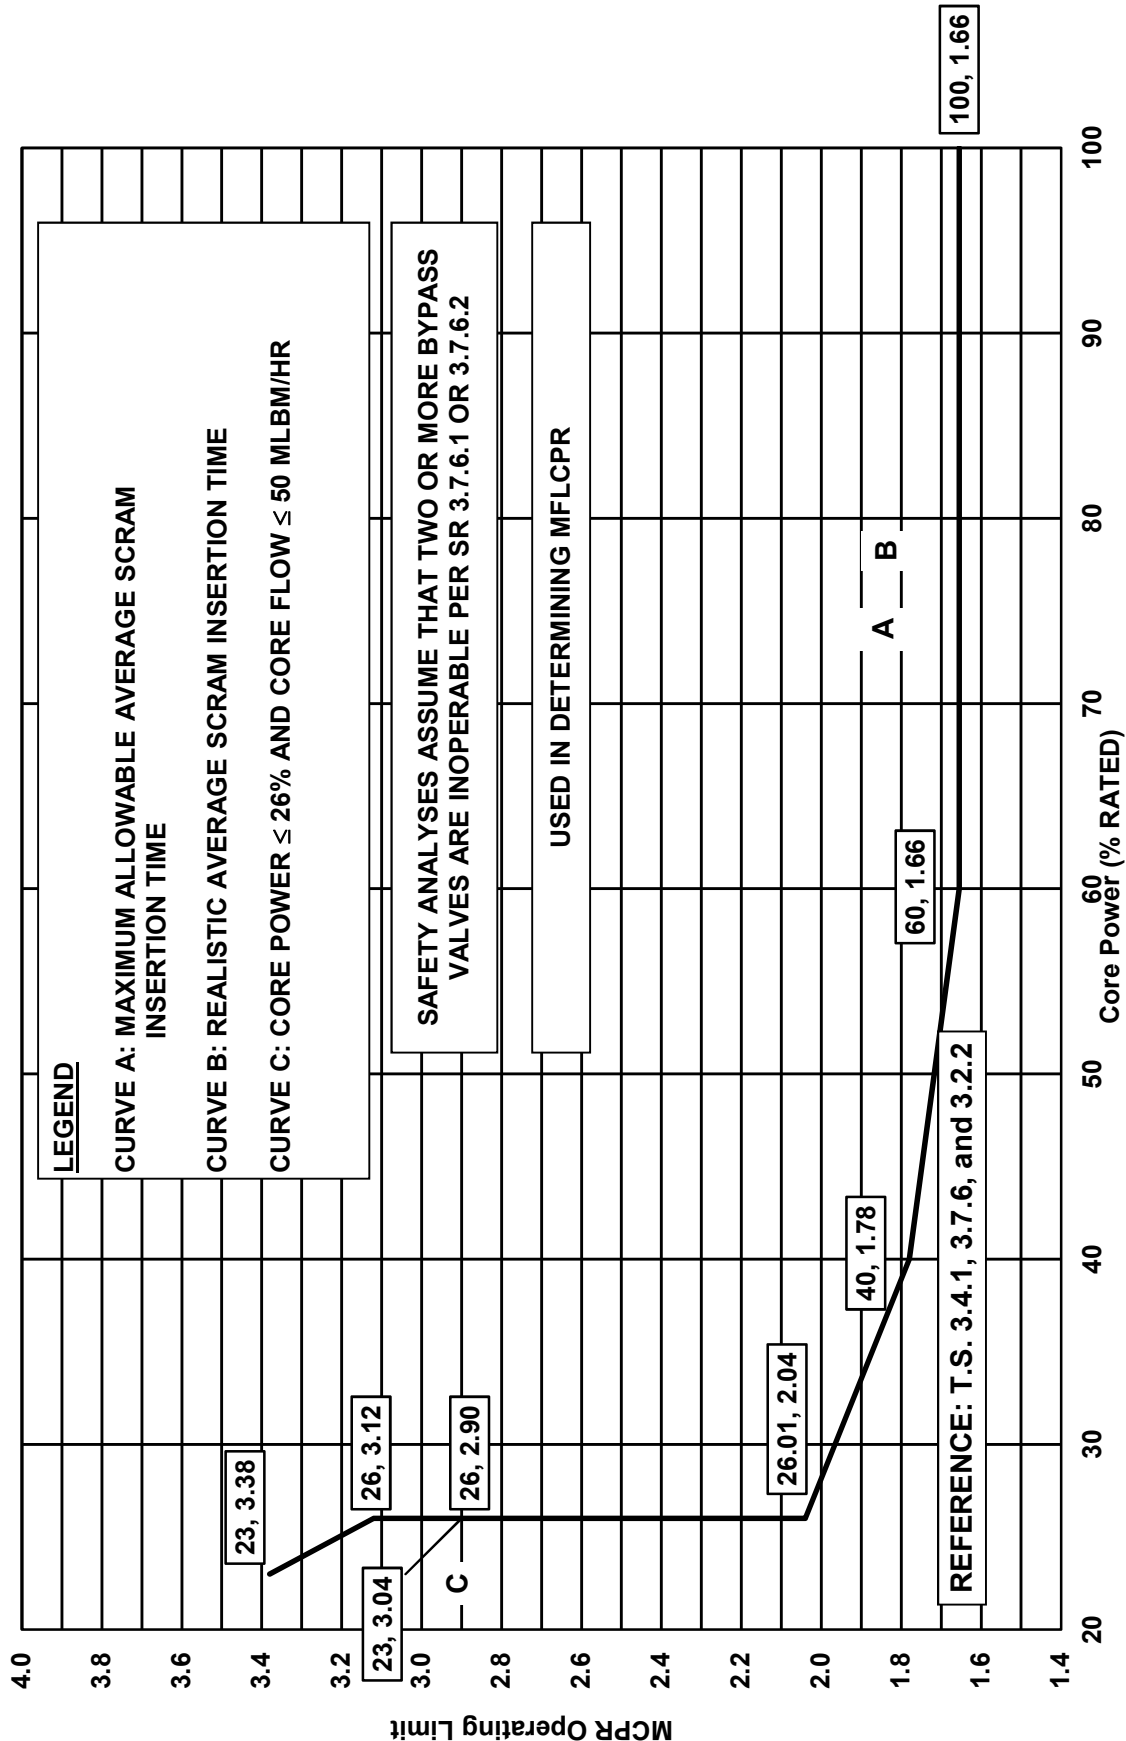 LEGEND
CURVE A: MAXIMUM ALLOWABLE AVERAGE SCRAM
INSERTION TIME
CURVE B: REALISTIC AVERAGE SCRAM INSERTION TIME
CURVE C: CORE POWER ≤ 26% AND CORE FLOW ≤ 50 MLBM/HR
SAFETY ANALYSES ASSUME THAT TWO OR MORE BYPASS
VALVES ARE INOPERABLE PER SR 3.7.6.1 OR 3.7.6.2
USED IN DETERMINING MFLCPR
23, 3.38
26, 3.12
23, 3.04
26, 2.90
C
26.01, 2.04
40, 1.78
60, 1.66
A
B
100, 1.66
REFERENCE: T.S. 3.4.1, 3.7.6, and 3.2.2
MCPR Operating Limit
4.0
3.8
3.6
3.4
3.2
3.0
2.8
2.6
2.4
2.2
2.0
1.8
1.6
1.4
20
30
40
50
60
70
80
90
100
Core Power (% RATED)